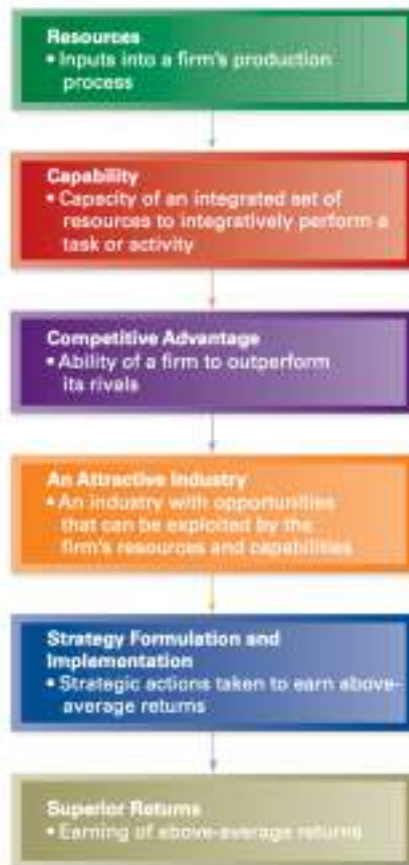 Resources
• Inputs into a firm's production
process
Capability
• Capacity of an integrated set of
resources to integratively perform a
task or activity
Competitive Advantage
• Ability of a firm to outperform
its rivals
An Attractive Industry
• An industry with opportunities
that can be exploited by the
firm's resources and capabilities
Strategy Formulation and
Implementation
• Strategic actions taken to earn above-
average returns
Superior Returns
• Earning of above-average returns